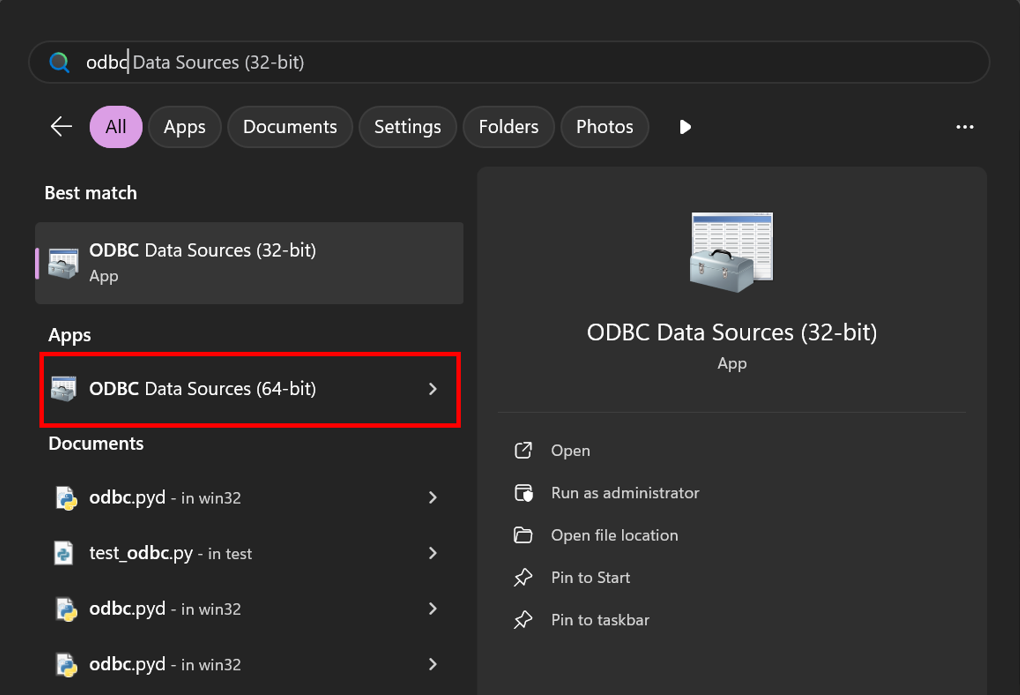 odbc Data Sources (32-bit)
All Apps Documents Settings Folders Photos
Best match
ODBC Data Sources (32-bit)
App
Apps
ODBC Data Sources (64-bit)
Documents
odbc.pyd - in win32
test_odbc.py - in test
odbc.pyd - in win32
odbc.pyd - in win32
ODBC Data Sources (32-bit)
App
Open
Run as administrator
Open file location
Pin to Start
Pin to taskbar